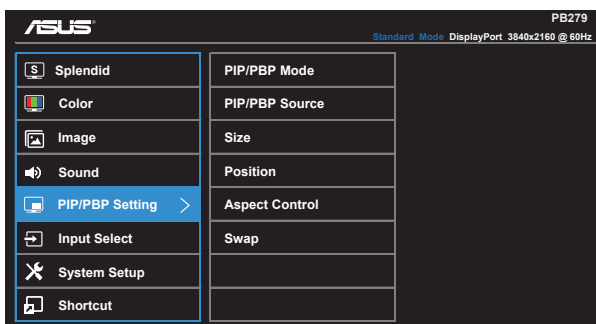 ASUS
PB279
Standard Mode DisplayPort 3840x2160 @ 60Hz
S Splendid
Color
Image
Sound
PIP/PBP Setting >
Input Select
System Setup
Shortcut
PIP/PBP Mode
PIP/PBP Source
Size
Position
Aspect Control
Swap